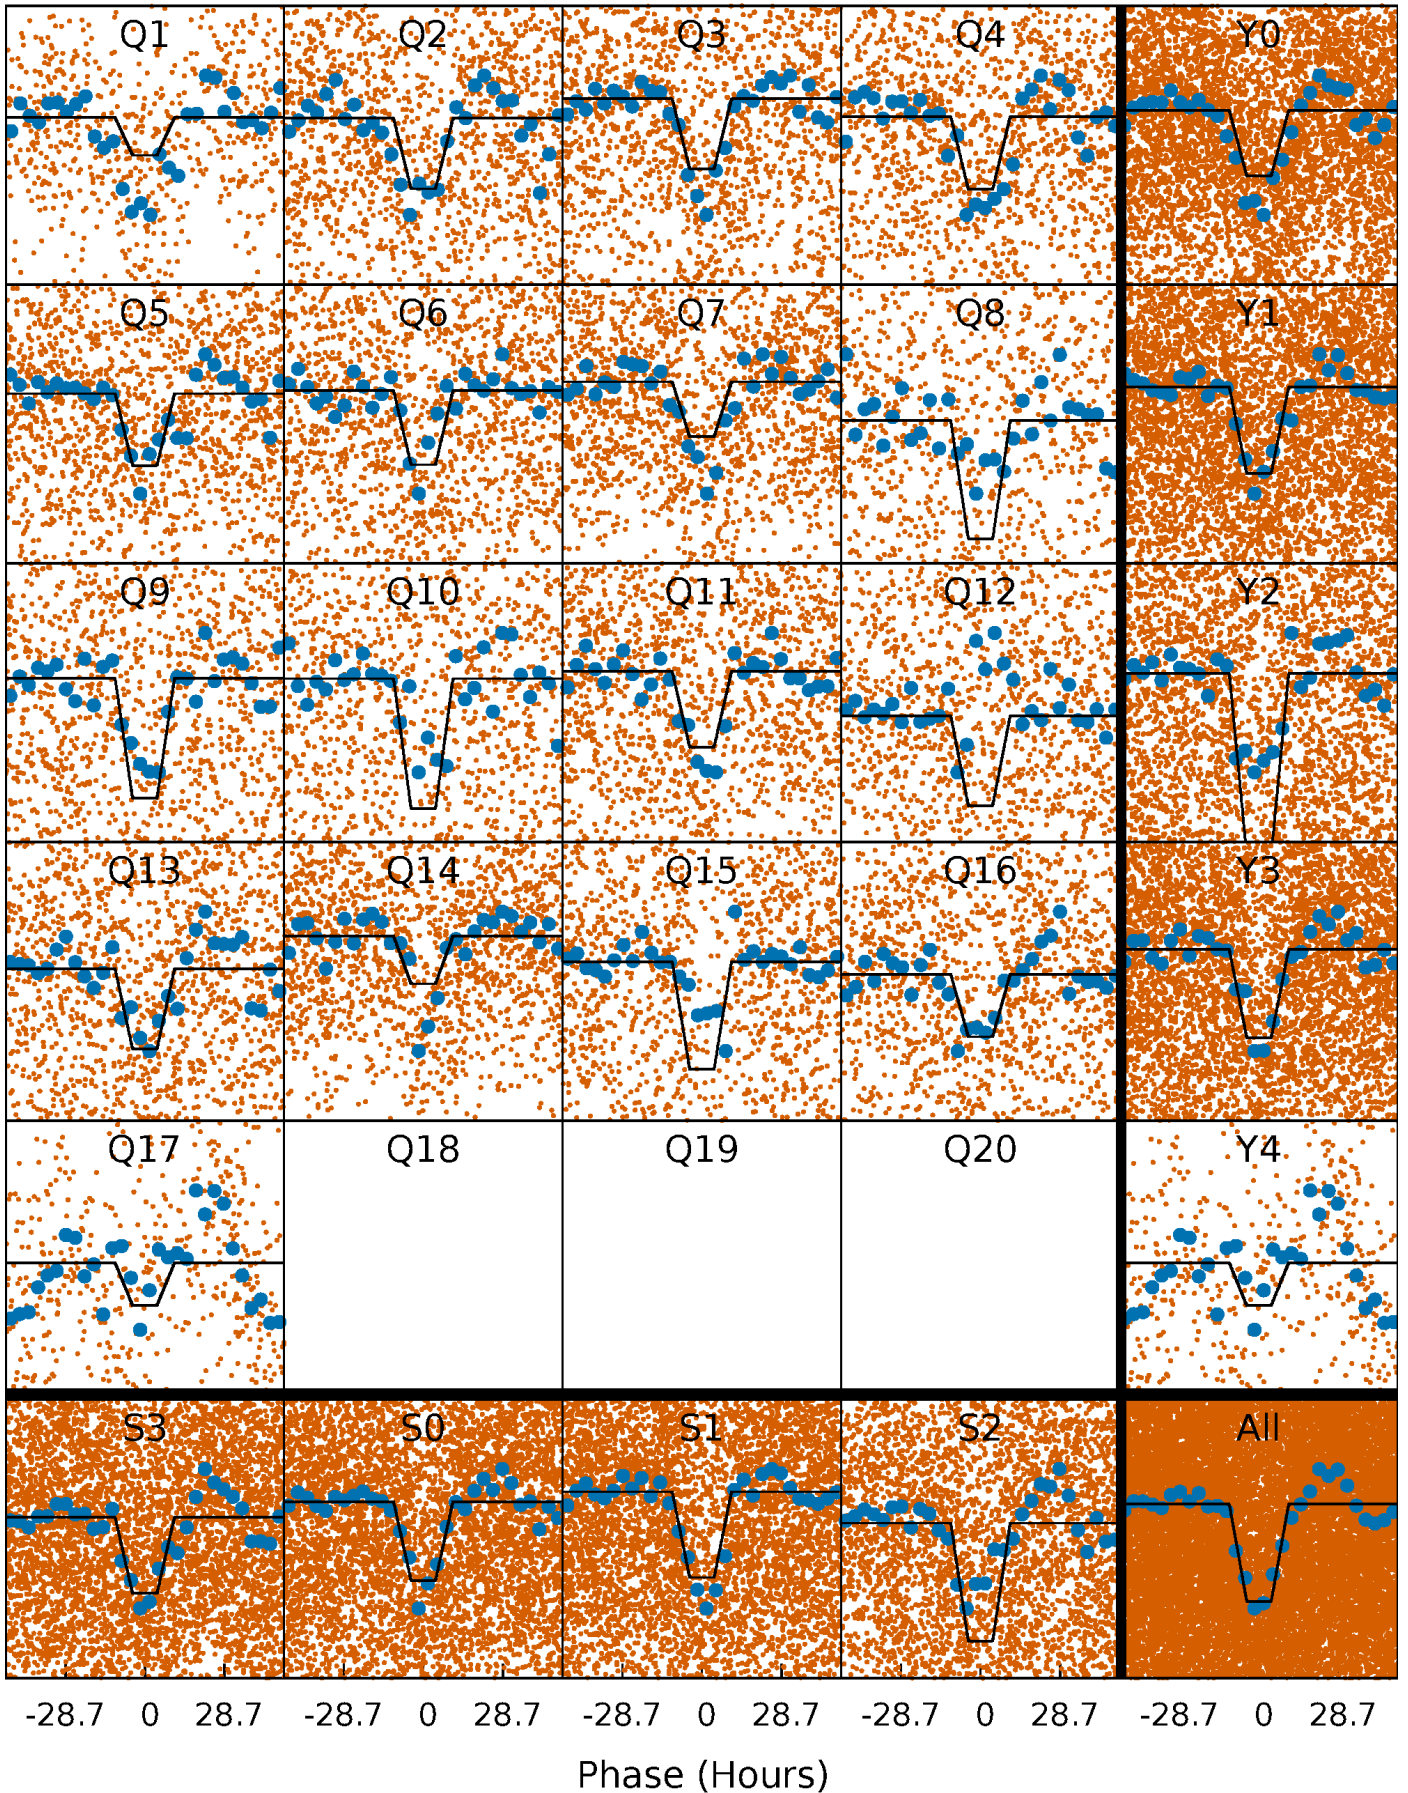 Q1 Q2 Q3 Q4 Y0
Q5 Q6 Q7 Q8 Y1
Q9 Q10 Q11 Q12 Y2
Q13 Q14 Q15 Q16 Y3
Q17 Q18 Q19 Q20 Y4
S3 S0 S1 S2 All
-28.7 0 28.7 -28.7 0 28.7 -28.7 0 28.7 -28.7 0 28.7 -28.7 0 28.7
Phase (Hours)